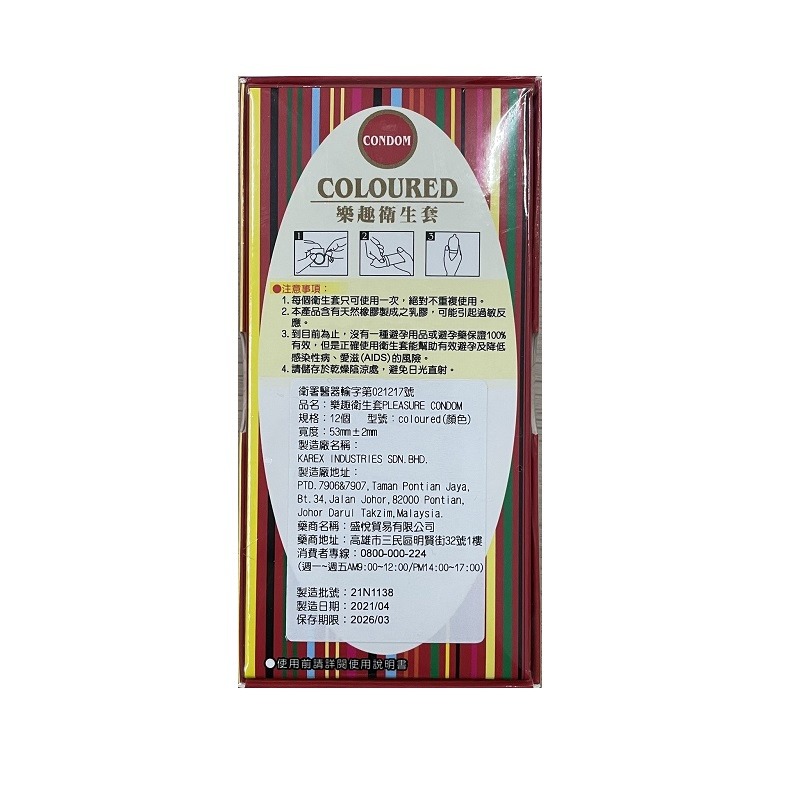 CONDOM
COLOURED
樂趣衛生套
1 2 3
●注意事項：
1. 每個衛生套只可使用一次，絕對不重複使用。
2. 本產品含有天然橡膠製成之乳膠，可能引起過敏反
應。
3. 到目前為止，沒有一種避孕用品或避孕藥保證100%
有效，但是正確使用衛生套能幫助有效避孕及降低
感染性病、愛滋(AIDS)的風險。
4. 請儲存於乾燥陰涼處，避免日光直射。
衛署醫器輸字第021217號
品名：樂趣衛生套PLEASURE CONDOM
規格：12個 型號：coloured(顏色)
寬度：53mm±2mm
製造廠名稱：
KAREX INDUSTRIES SDN.BHD.
製造廠地址：
PTD.7906&7907,Taman Pontian Jaya,
Bt.34,Jalan Johor,82000 Pontian,
Johor Darul Takzim,Malaysia.
藥商名稱：盛悅貿易有限公司
藥商地址：高雄市三民區明賢街32號1樓
消費者專線：0800-000-224
(週一~週五AM9:00~12:00/PM14:00~17:00)
製造批號：21N1138
製造日期：2021/04
保存期限：2026/03
●使用前請詳閱使用說明書